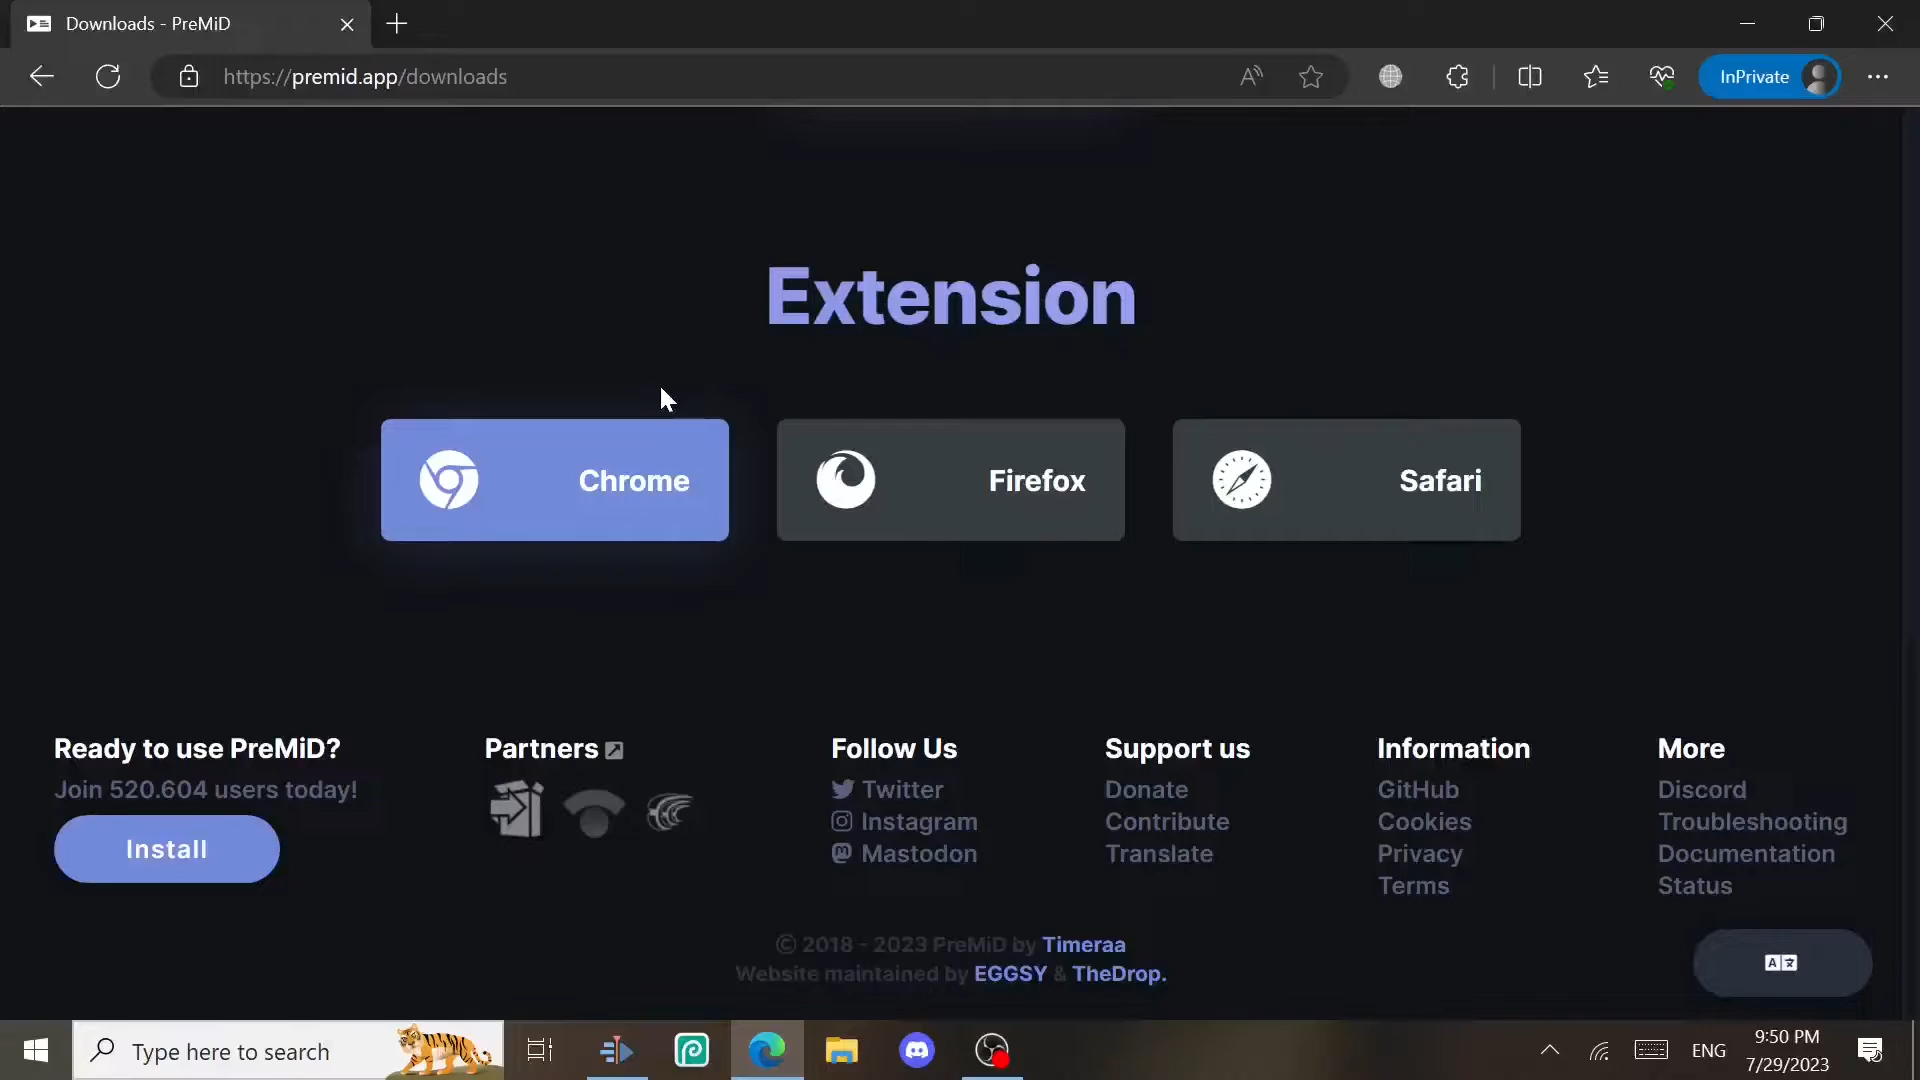 Downloads - PreMiD
https://premid.app/downloads
InPrivate
Extension
Chrome
Firefox
Safari
Ready to use PreMiD?
Join 520.604 users today!
Install
Partners
Follow Us
Twitter
Instagram
Mastodon
Support us
Donate
Contribute
Translate
Information
GitHub
Cookies
Privacy
Terms
More
Discord
Troubleshooting
Documentation
Status
© 2018 - 2023 PreMiD by Timeraa
Website maintained by EGGSY & TheDrop.
Type here to search
ENG
9:50 PM
7/29/2023